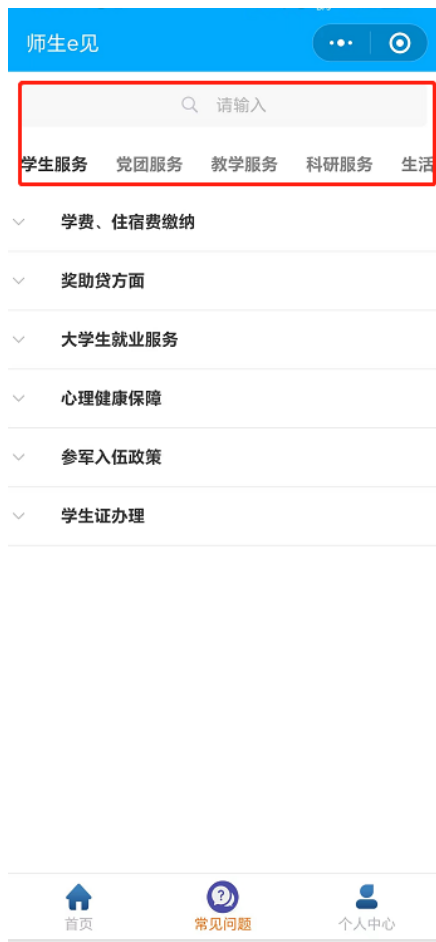 师生e见
请输入
学生服务 党团服务 教学服务 科研服务 生活
学费、住宿费缴纳
奖助贷方面
大学生就业服务
心理健康保障
参军入伍政策
学生证办理
首页 常见问题 个人中心